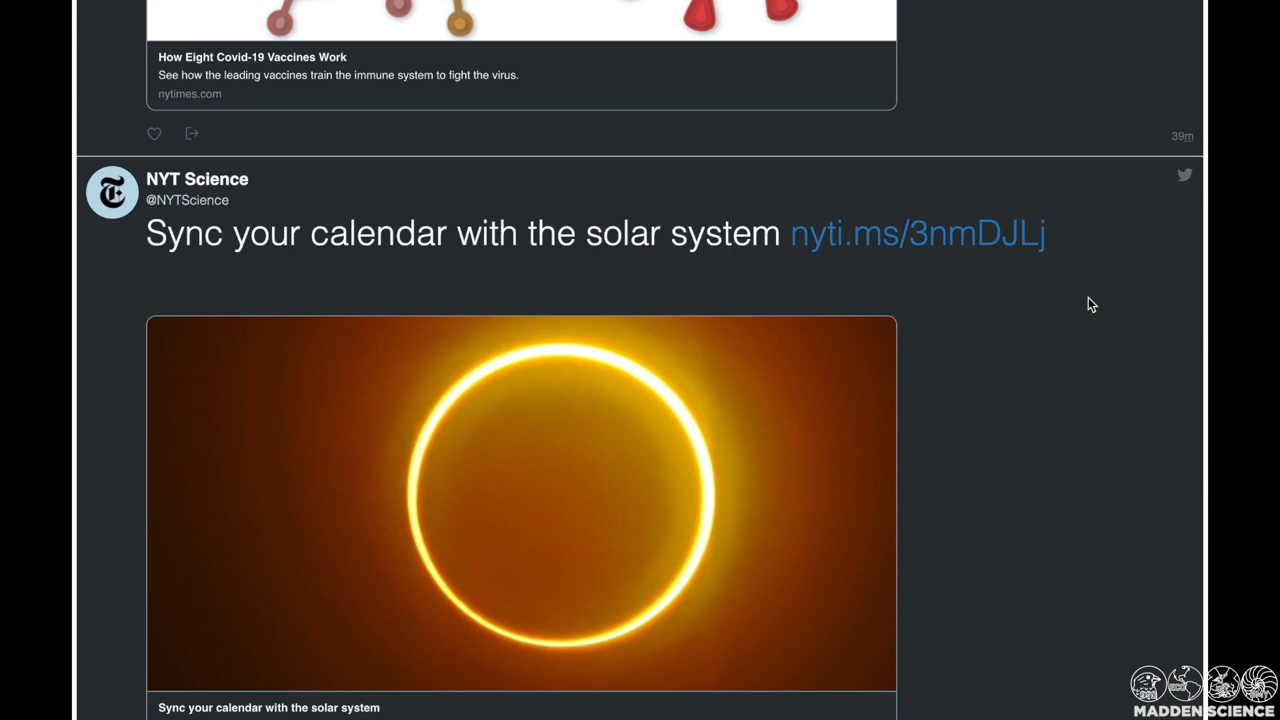 How Eight Covid-19 Vaccines Work
See how the leading vaccines train the immune system to fight the virus.
nytimes.com
39m
NYT Science
@NYTScience
Sync your calendar with the solar system nyti.ms/3nmDJLj
Sync your calendar with the solar system
MADDEN SCIENCE